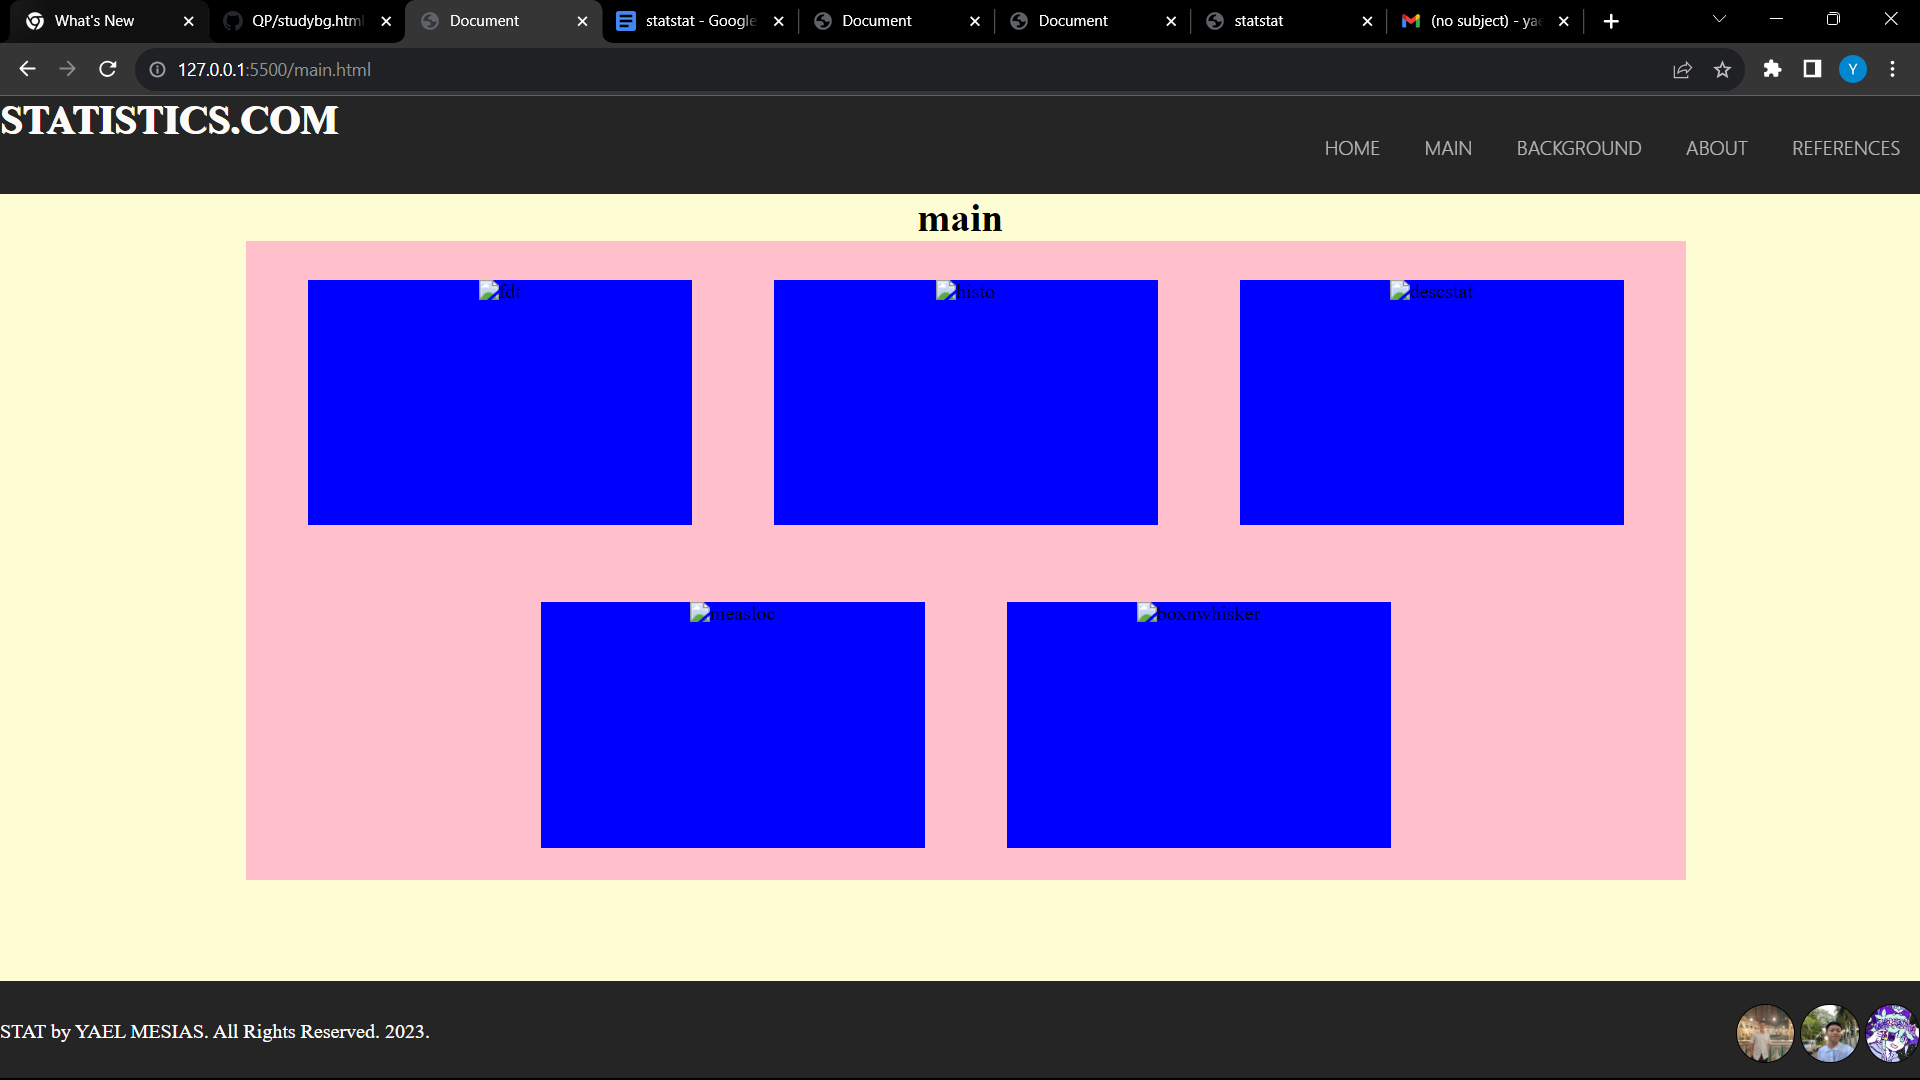 What's New
QP/studybg.html
Document
statstat - Google
Document
Document
statstat
(no subject) - yae
127.0.0.1:5500/main.html
Y
STATISTICS.COM
HOME
MAIN
BACKGROUND
ABOUT
REFERENCES
main
fdt
histo
descstat
measloc
boxnwhisker
STAT by YAEL MESIAS. All Rights Reserved. 2023.